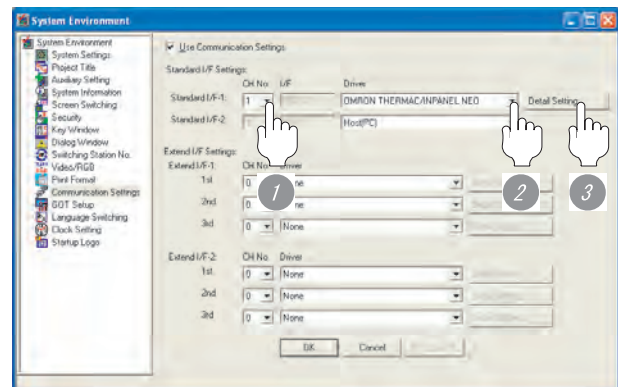 System Environment
System Environment
System Settings
Project Title
Auxiliary Setting
System Information
Screen Switching
Security
Key Window
Dialog Window
Switching Station No.
Video/RGB
Print Format
Communication Settings
GOT Setup
Language Switching
Clock Setting
Startup Logo
Use Communication Settings
Standard I/F Settings
CH No. I/F Driver
Standard I/F-1: 1 OMRON THERMAC/INPANEL NEO Detail Setting
Standard I/F-2: Host(PC)
Extend I/F Settings
Extend I/F-1: CH No. Driver
1st 0 None
2nd 0 None
3rd 0 None
Extend I/F-2: CH No. Driver
1st 0 None
2nd 0 None
3rd 0 None
OK Cancel
1 2 3